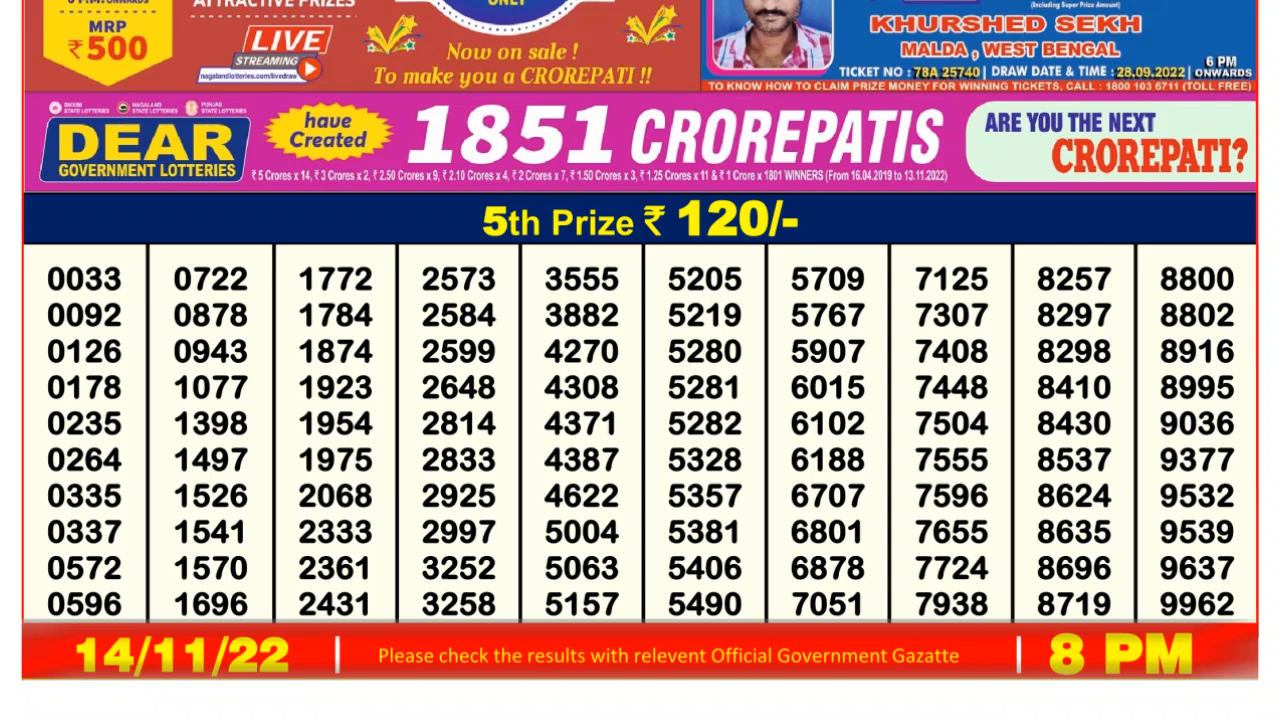 6 P.M. ONWARDS
MRP
₹500
ATTRACTIVE PRIZES
LIVE
STREAMING
nagalandlotteries.com/livedraw
ONLY
Now on sale !
To make you a CROREPATI !!
(Including Super Prize Amount)
KHURSHED SEKH
MALDA , WEST BENGAL
TICKET NO : 78A 25740 | DRAW DATE & TIME : 28.09.2022 | 6 PM ONWARDS
TO KNOW HOW TO CLAIM PRIZE MONEY FOR WINNING TICKETS, CALL : 1800 103 6711 (TOLL FREE)
SIKKIM STATE LOTTERIES NAGALAND STATE LOTTERIES PUNJAB STATE LOTTERIES
DEAR
GOVERNMENT LOTTERIES
have
Created
1851 CROREPATIS
₹ 5 Crores x 14, ₹ 3 Crores x 2, ₹ 2.50 Crores x 9, ₹ 2.10 Crores x 4, ₹ 2 Crores x 7, ₹ 1.50 Crores x 3, ₹ 1.25 Crores x 11 & ₹ 1 Crore x 1801 WINNERS (From 16.04.2019 to 13.11.2022)
ARE YOU THE NEXT
CROREPATI?
5th Prize ₹ 120/-
0033 0722 1772 2573 3555 5205 5709 7125 8257 8800
0092 0878 1784 2584 3882 5219 5767 7307 8297 8802
0126 0943 1874 2599 4270 5280 5907 7408 8298 8916
0178 1077 1923 2648 4308 5281 6015 7448 8410 8995
0235 1398 1954 2814 4371 5282 6102 7504 8430 9036
0264 1497 1975 2833 4387 5328 6188 7555 8537 9377
0335 1526 2068 2925 4622 5357 6707 7596 8624 9532
0337 1541 2333 2997 5004 5381 6801 7655 8635 9539
0572 1570 2361 3252 5063 5406 6878 7724 8696 9637
0596 1696 2431 3258 5157 5490 7051 7938 8719 9962
14/11/22 | Please check the results with relevent Official Government Gazatte | 8 PM